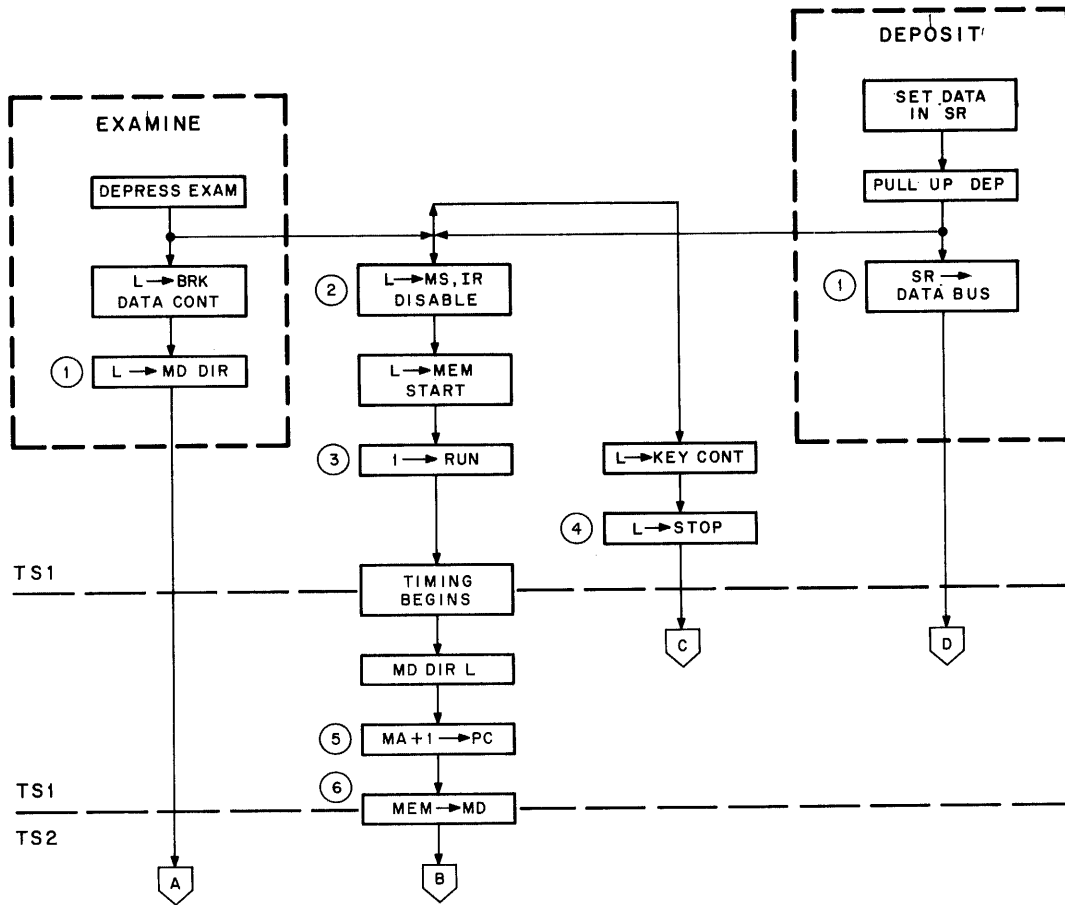 DEPOSIT
SET DATA
IN SR
PULL UP DEP
1
SR →
DATA BUS
EXAMINE
DEPRESS EXAM
L → BRK
DATA CONT
1
L → MD DIR
2
L → MS, IR
DISABLE
L → MEM
START
3
1 → RUN
L → KEY CONT
4
L → STOP
TS1
TIMING
BEGINS
C
D
MD DIR L
5
MA + 1 → PC
6
TS1
MEM → MD
TS2
A
B